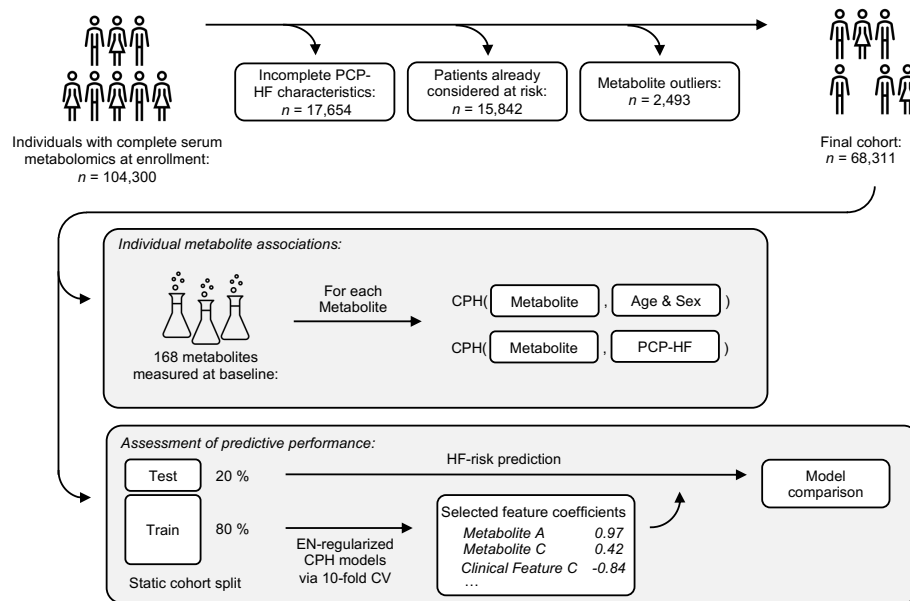 Incomplete PCP-
HF characteristics:
n = 17,654
Patients already
considered at risk:
n = 15,842
Metabolite outliers:
n = 2,493
Individuals with complete serum
metabolomics at enrollment:
n = 104,300
Final cohort:
n = 68,311
Individual metabolite associations:
For each
Metabolite
168 metabolites
measured at baseline:
CPH( Metabolite , Age & Sex )
CPH( Metabolite , PCP-HF )
Assessment of predictive performance:
Test 20 %
HF-risk prediction
Model
comparison
Train 80 %
EN-regularized
CPH models
via 10-fold CV
Selected feature coefficients
Metabolite A 0.97
Metabolite C 0.42
Clinical Feature C -0.84
…
Static cohort split